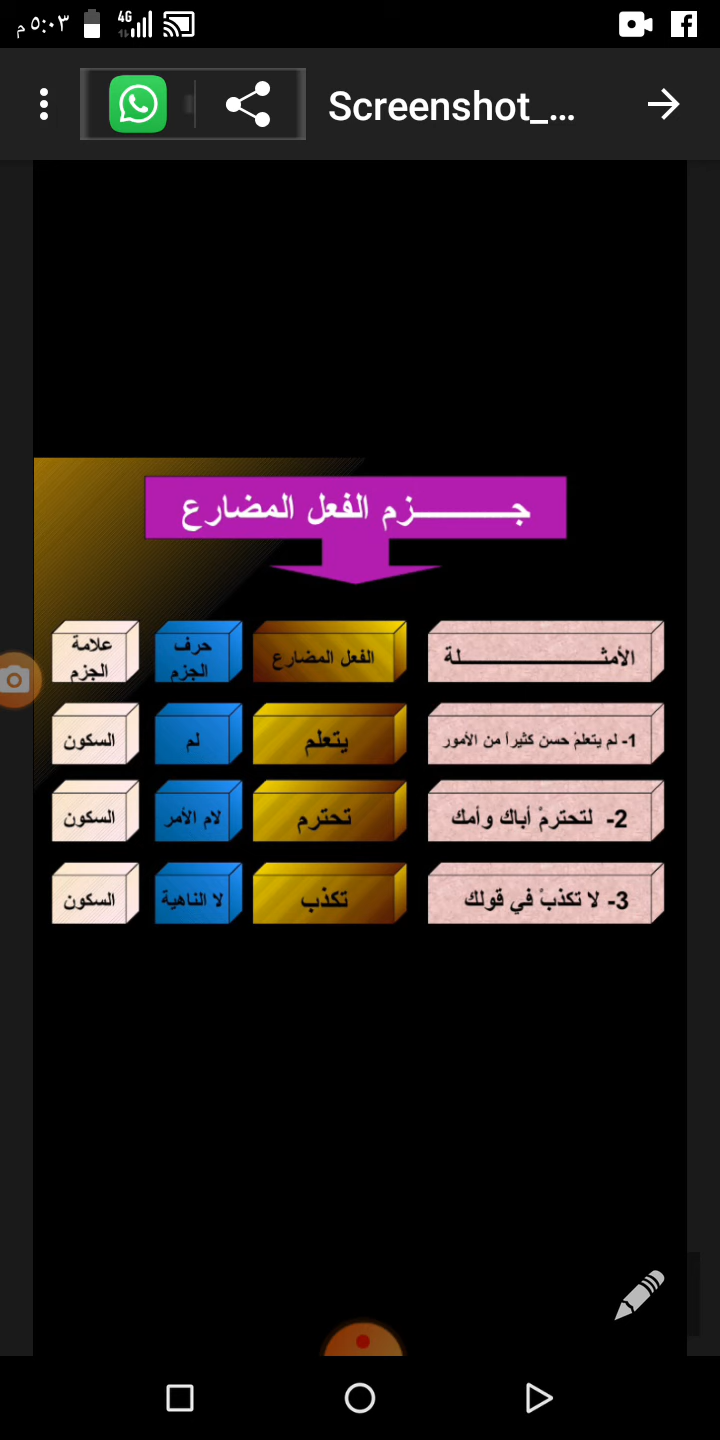 ٥:٠٣ م
4G
Screenshot_...
جـــــــزم الفعل المضارع
الأمثـــــــــــــلة
الفعل المضارع
حرف
الجزم
علامة
الجزم
1- لم يتعلمْ حسن كثيراً من الأمور
يتعلم
لم
السكون
2- لتحترمْ أباك وأمك
تحترم
لام الأمر
السكون
3- لا تكذبْ في قولك
تكذب
لا الناهية
السكون